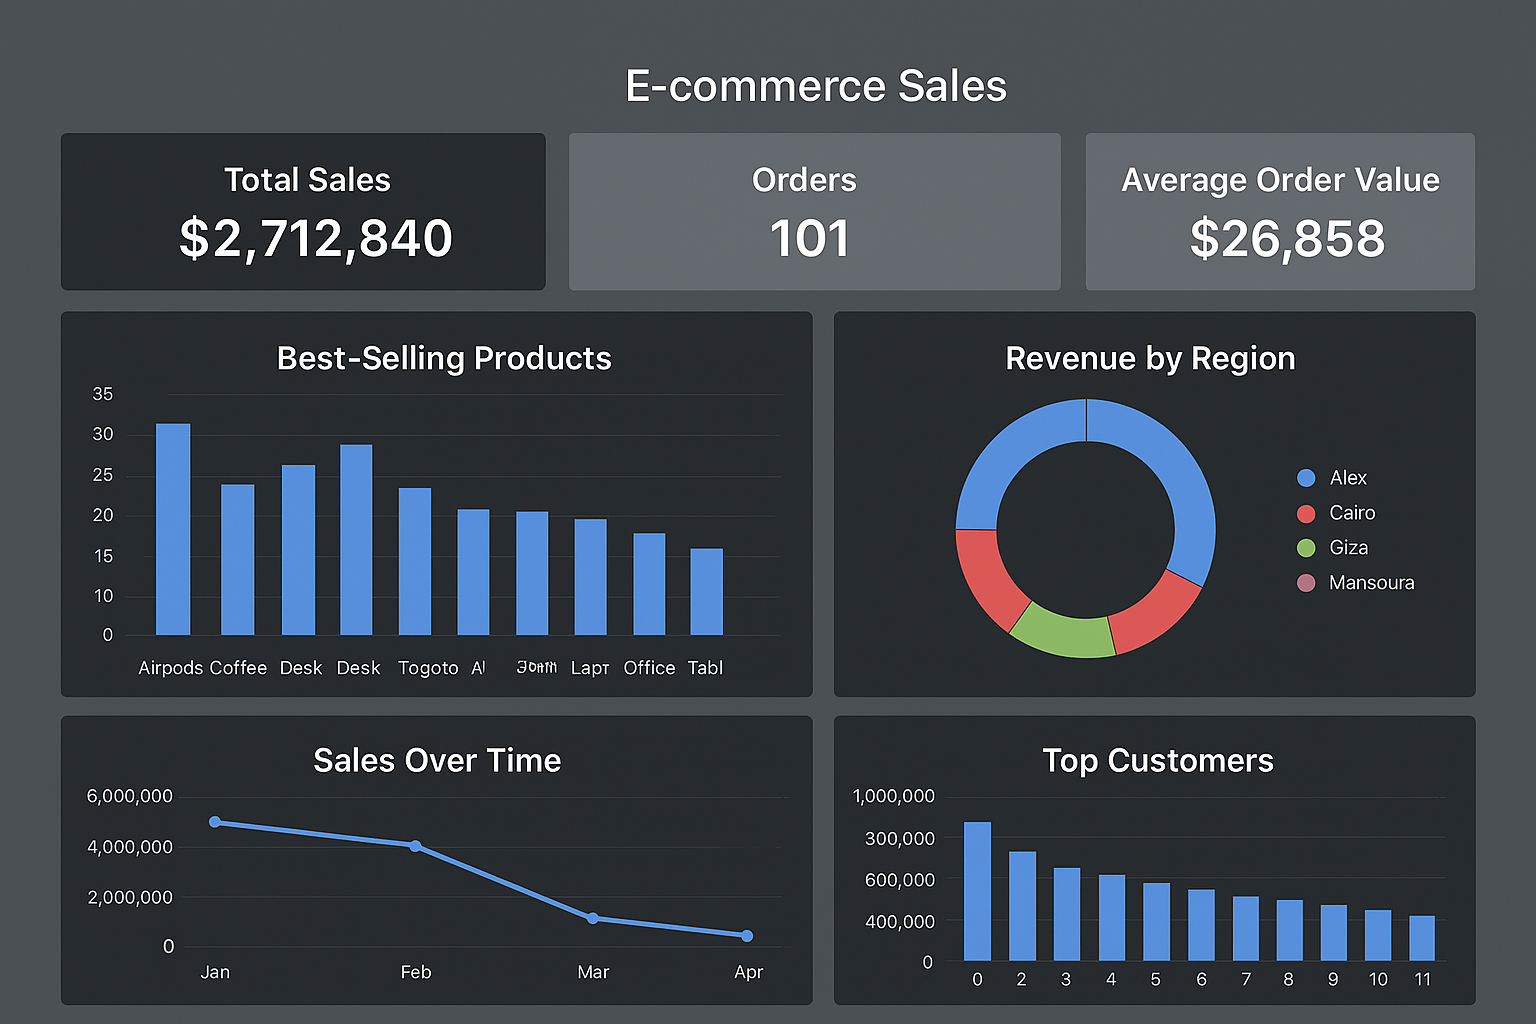 E-commerce Sales
Total Sales
$2,712,840
Orders
101
Average Order Value
$26,858
Best-Selling Products
35
30
25
20
15
10
0
Airpods Coffee Desk Desk Togoto Lapт Office Tabl
Revenue by Region
Alex
Cairo
Giza
Mansoura
Sales Over Time
6,000,000
4,000,000
2,000,000
0
Jan Feb Mar Apr
Top Customers
1,000,000
300,000
600,000
400,000
0
0 2 3 4 5 6 7 8 9 10 11